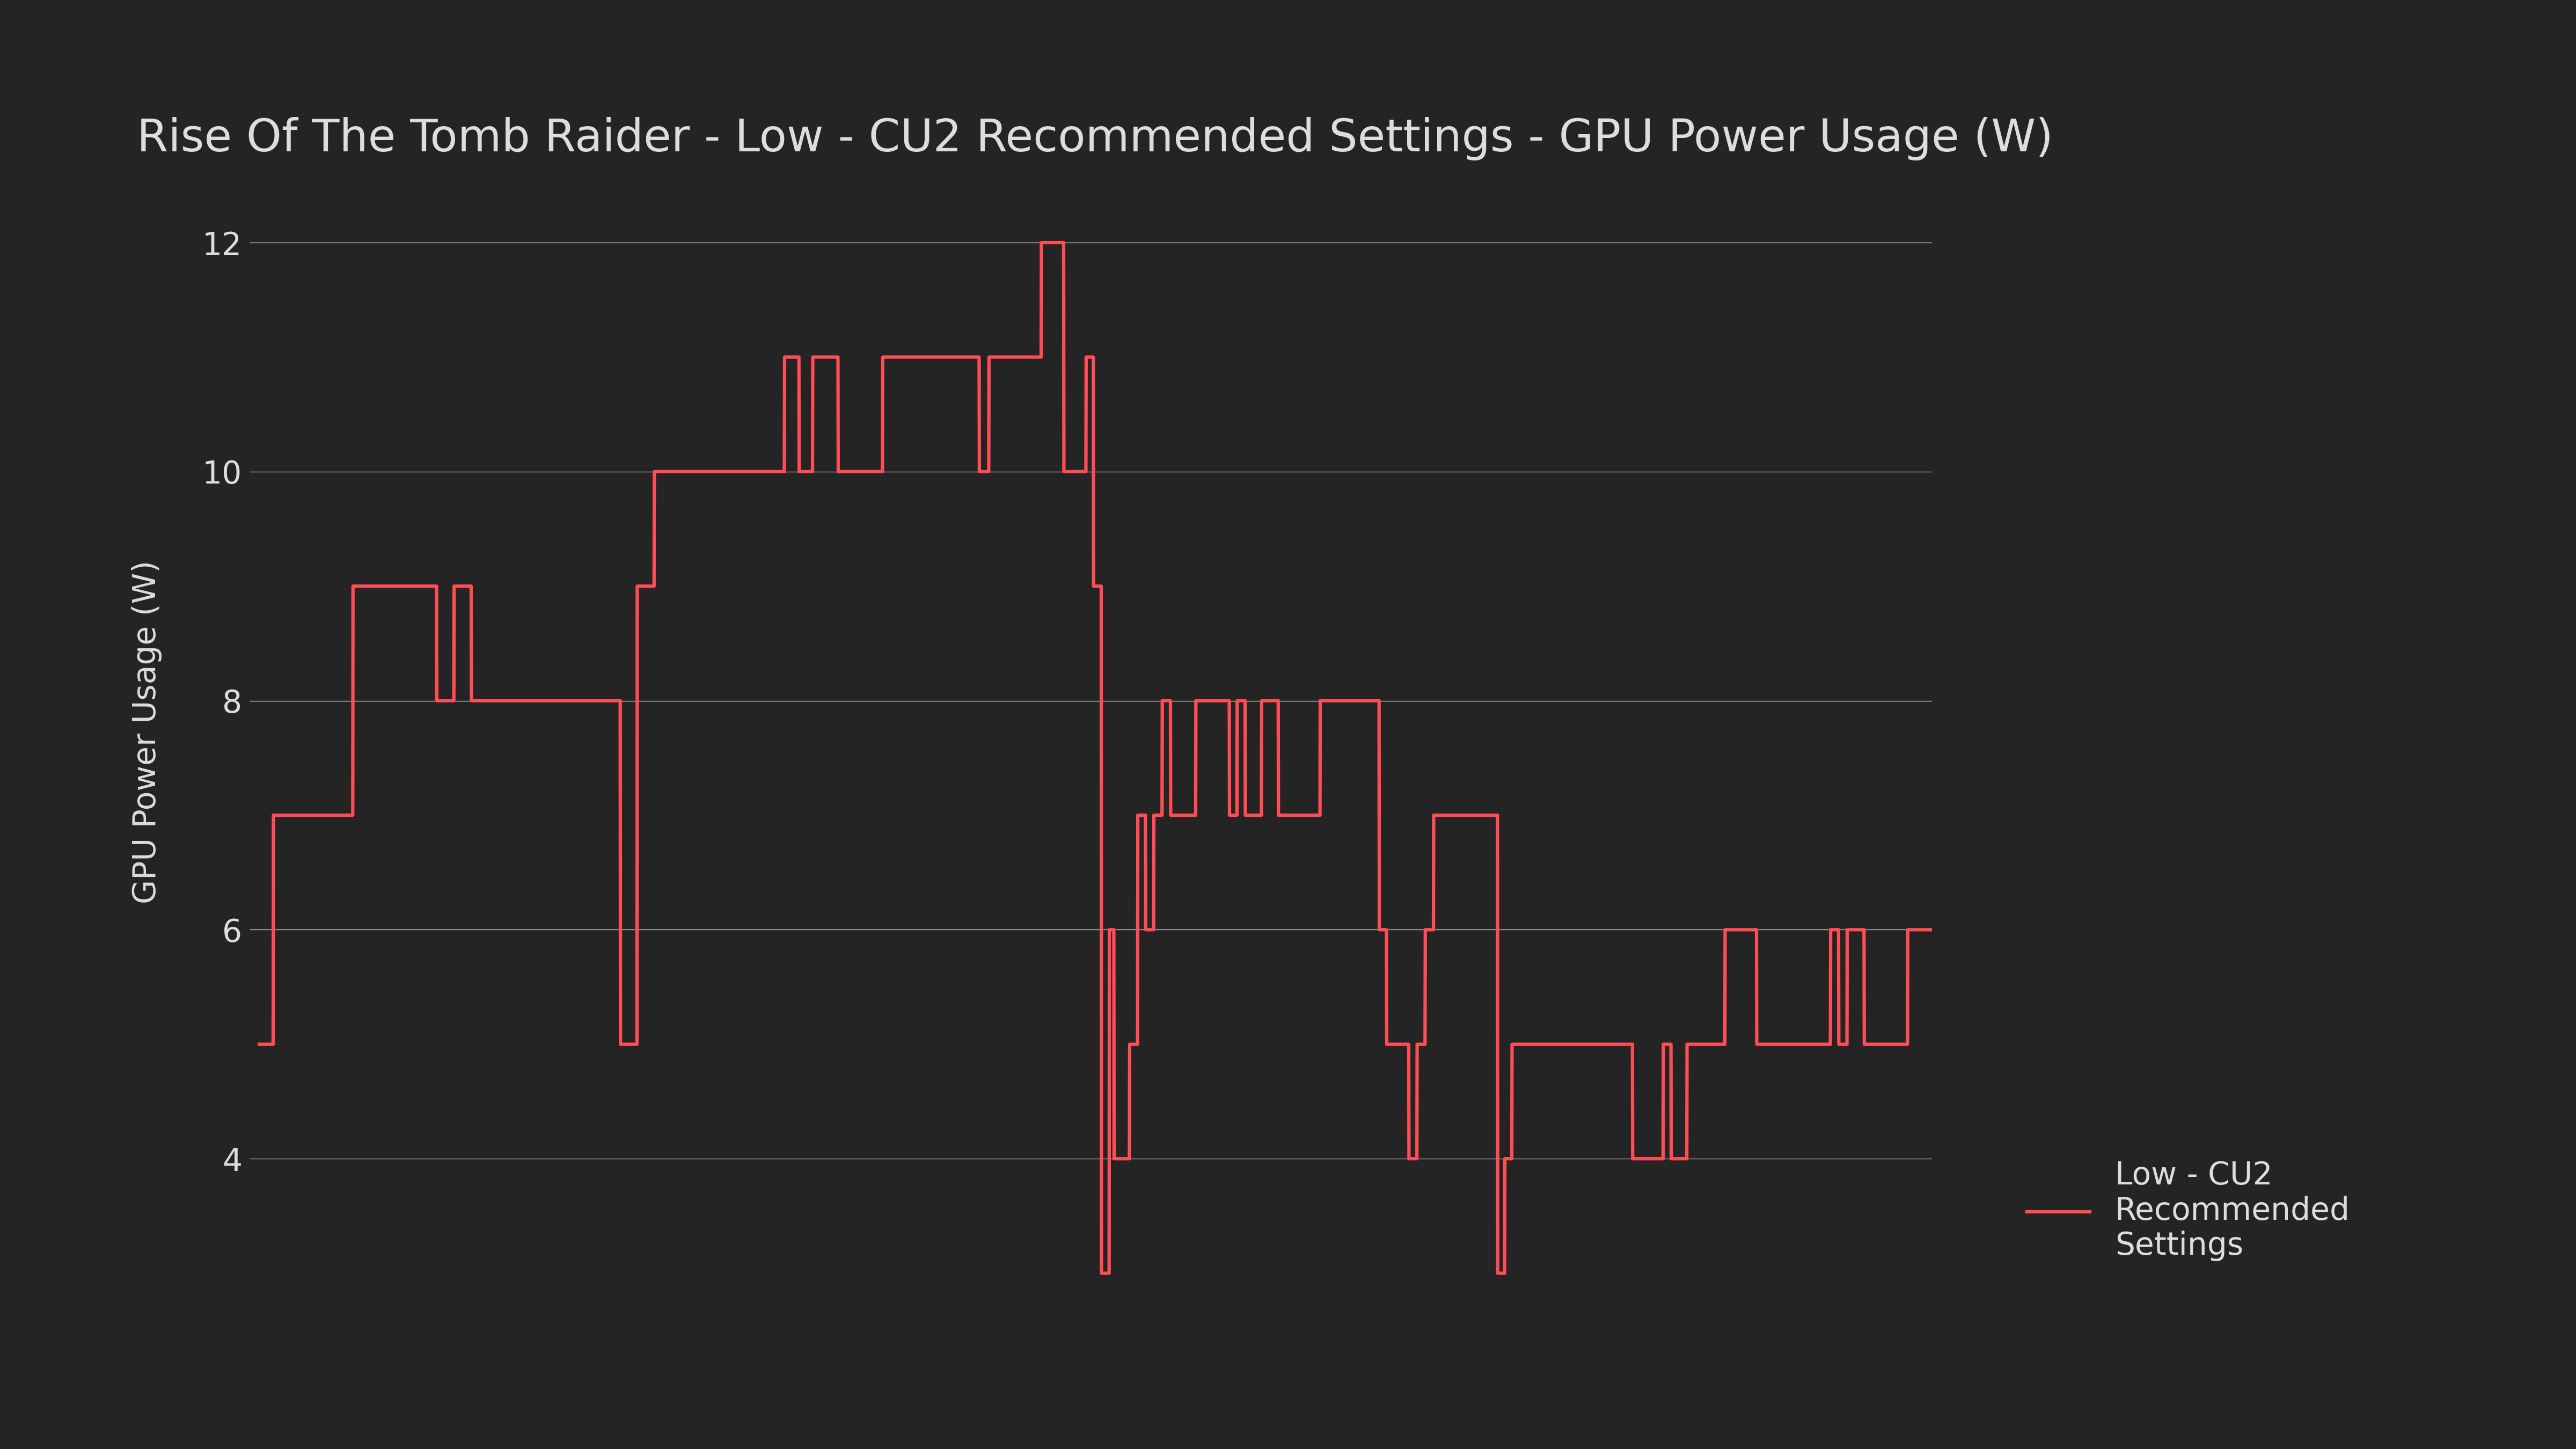 Rise Of The Tomb Raider - Low - CU2 Recommended Settings - GPU Power Usage (W)
12
10
8
6
4
GPU Power Usage (W)
Low - CU2
Recommended
Settings